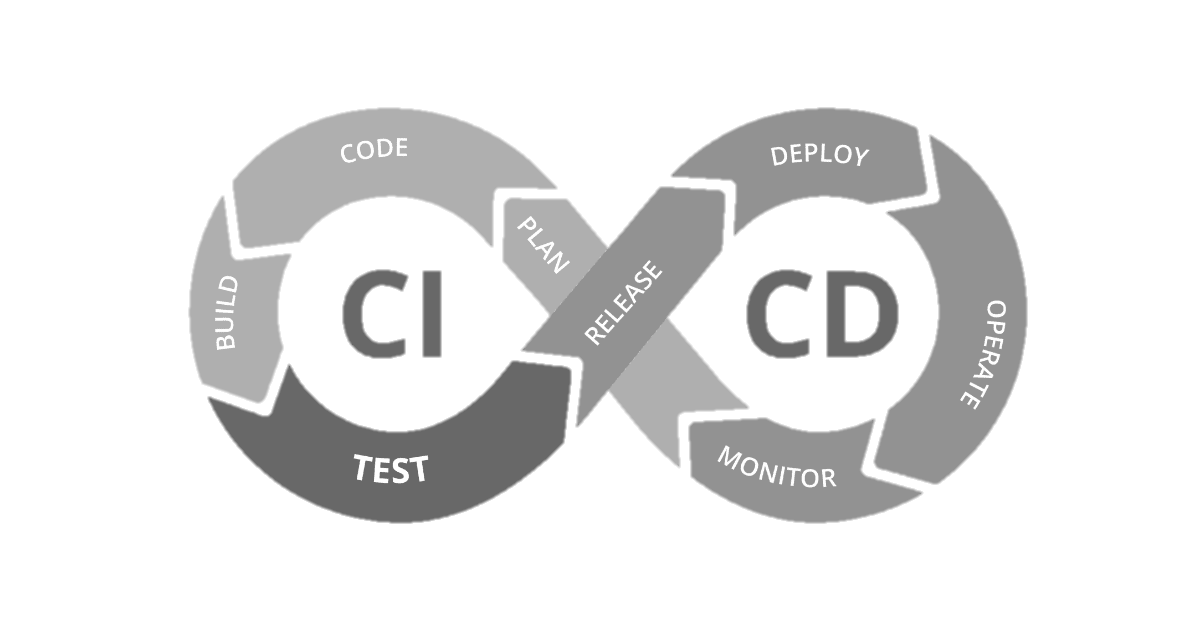 CODE
DEPLOY
PLAN
BUILD
CI
RELEASE
CD
OPERATE
TEST
MONITOR